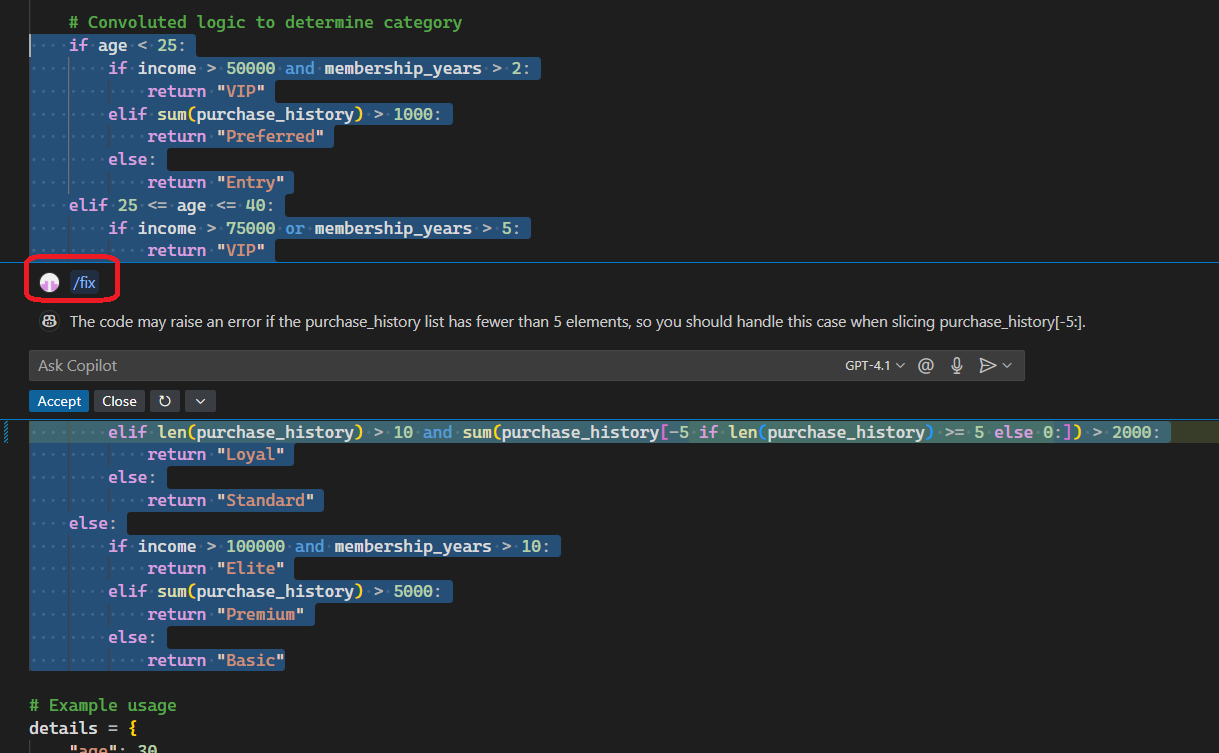 # Convoluted logic to determine category
if age < 25:
if income > 50000 and membership_years > 2:
return "VIP"
elif sum(purchase_history) > 1000:
return "Preferred"
else:
return "Entry"
elif 25 <= age <= 40:
if income > 75000 or membership_years > 5:
return "VIP"
/fix
The code may raise an error if the purchase_history list has fewer than 5 elements, so you should handle this case when slicing purchase_history[-5:].
Ask Copilot GPT-4.1 @
Accept Close
elif len(purchase_history) > 10 and sum(purchase_history[-5 if len(purchase_history) >= 5 else 0:]) > 2000:
return "Loyal"
else:
return "Standard"
else:
if income > 100000 and membership_years > 10:
return "Elite"
elif sum(purchase_history) > 5000:
return "Premium"
else:
return "Basic"
# Example usage
details = {
"age": 30